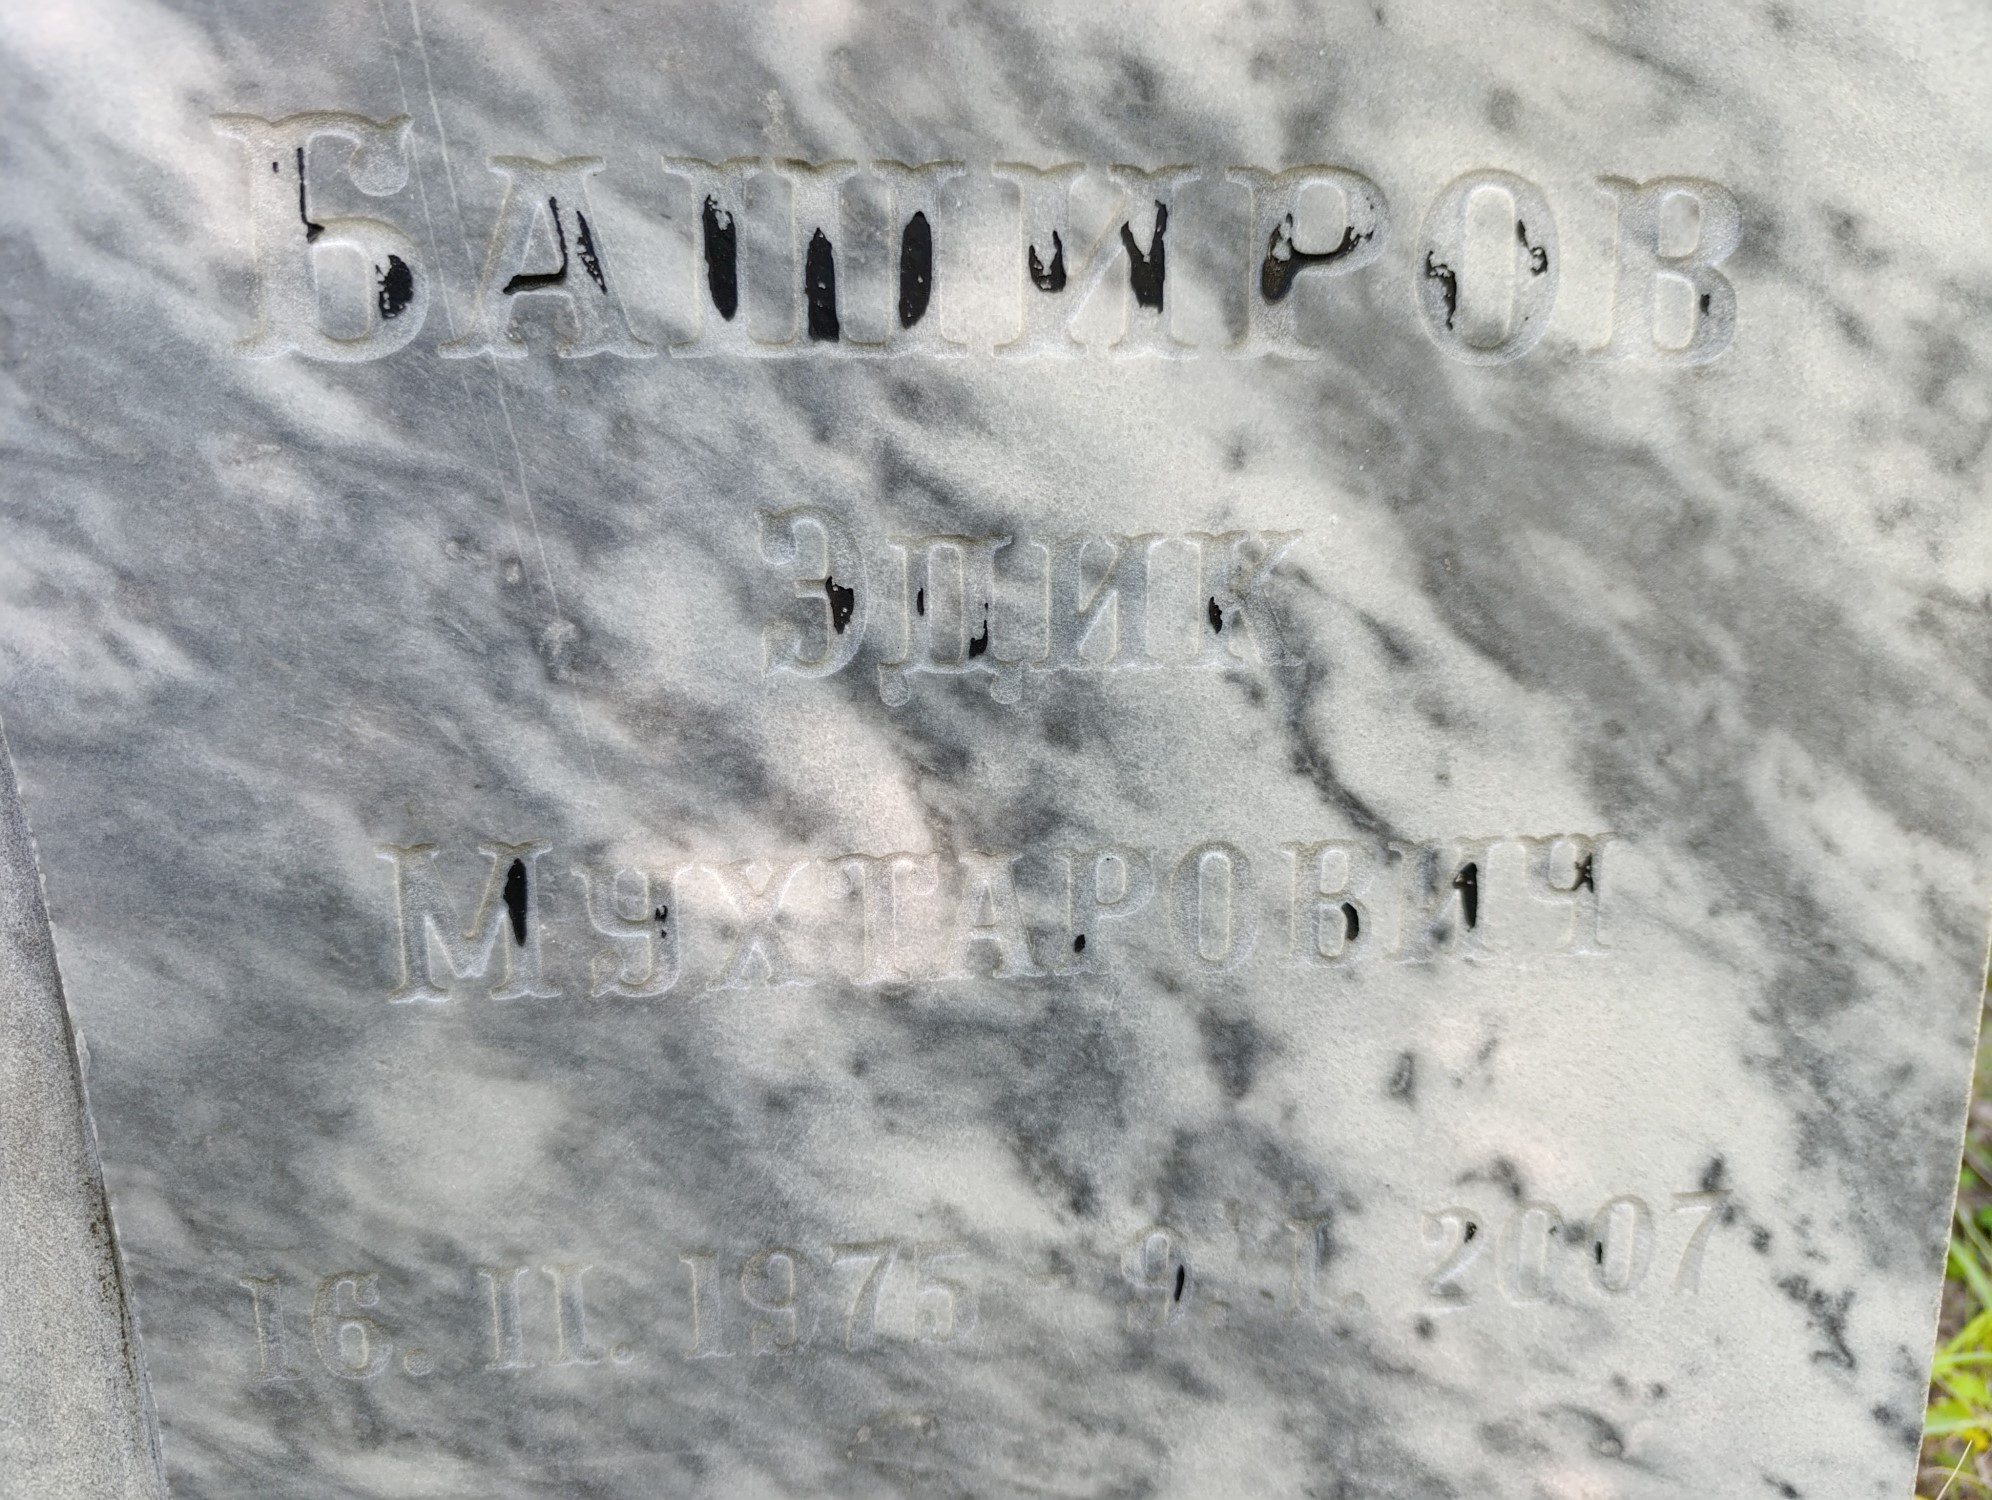 БАШИРОВ
ЭДИК
МУХТАРОВИЧ
16. II. 1975 - 9. I. 2007